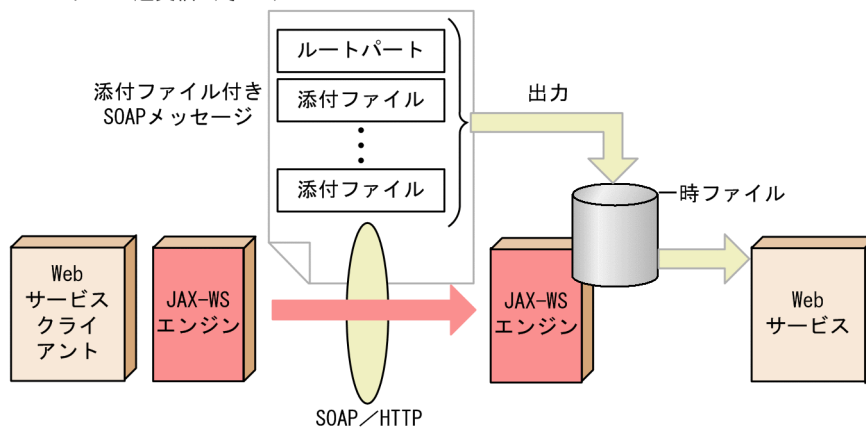 ルートパート
添付ファイル付き
SOAPメッセージ
添付ファイル
添付ファイル
出力
一時ファイル
Web
サービス
クライ
アント
JAX-WS
エンジン
JAX-WS
エンジン
Web
サービス
SOAP／HTTP